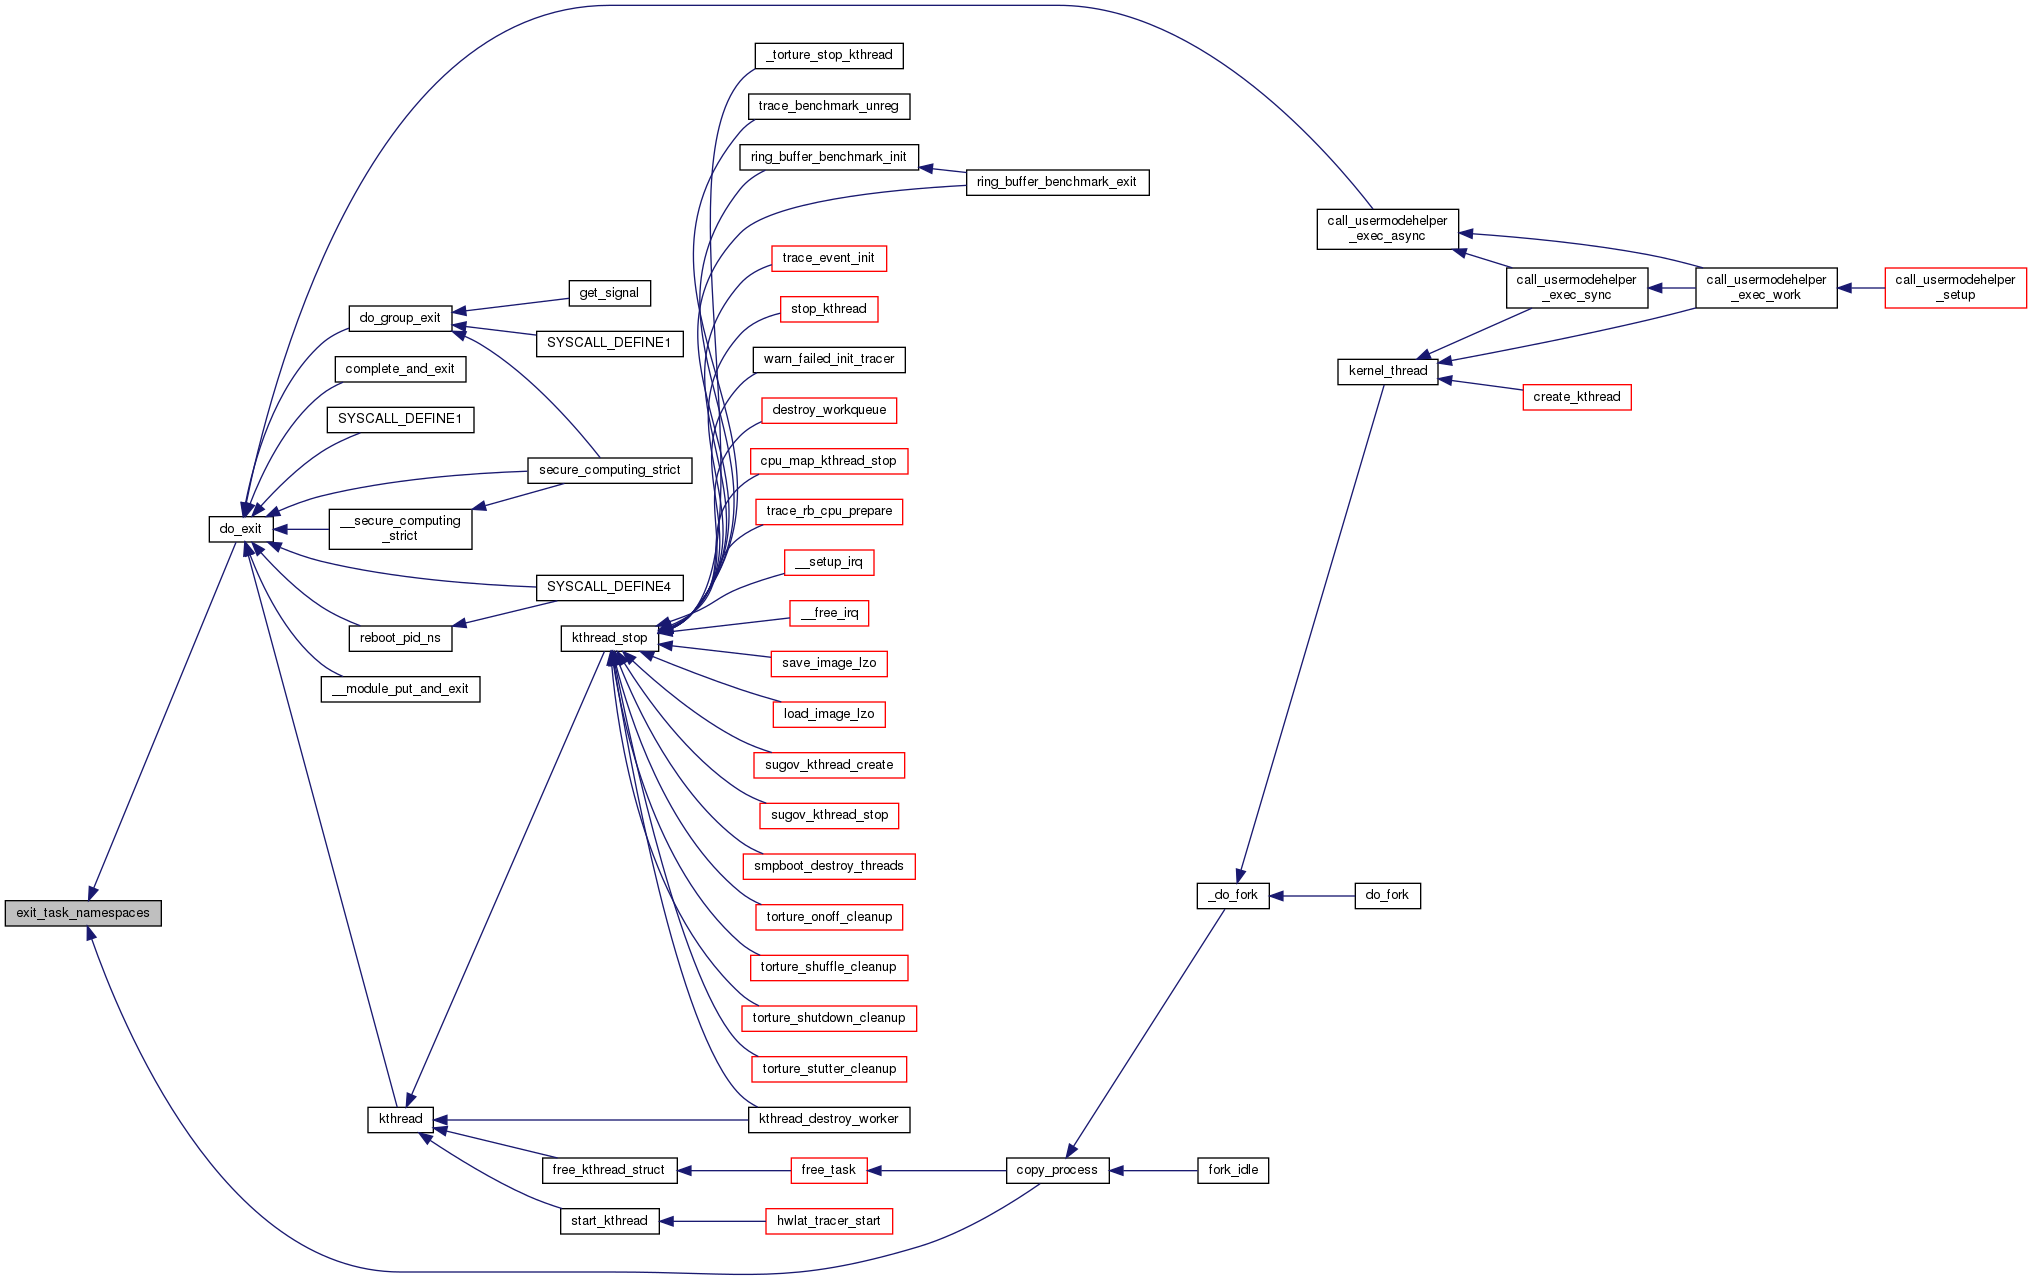 _torture_stop_kthread
trace_benchmark_unreg
ring_buffer_benchmark_init
ring_buffer_benchmark_exit
call_usermodehelper
_exec_async
trace_event_init
call_usermodehelper
_exec_sync
call_usermodehelper
_exec_work
call_usermodehelper
_setup
get_signal
stop_kthread
do_group_exit
SYSCALL_DEFINE1
warn_failed_init_tracer
complete_and_exit
kernel_thread
create_kthread
destroy_workqueue
SYSCALL_DEFINE1
cpu_map_kthread_stop
secure_computing_strict
trace_rb_cpu_prepare
do_exit
__secure_computing
_strict
__setup_irq
SYSCALL_DEFINE4
__free_irq
reboot_pid_ns
kthread_stop
save_image_lzo
__module_put_and_exit
load_image_lzo
sugov_kthread_create
sugov_kthread_stop
smpboot_destroy_threads
_do_fork
do_fork
exit_task_namespaces
torture_onoff_cleanup
torture_shuffle_cleanup
torture_shutdown_cleanup
torture_stutter_cleanup
kthread
kthread_destroy_worker
free_kthread_struct
free_task
copy_process
fork_idle
start_kthread
hwlat_tracer_start